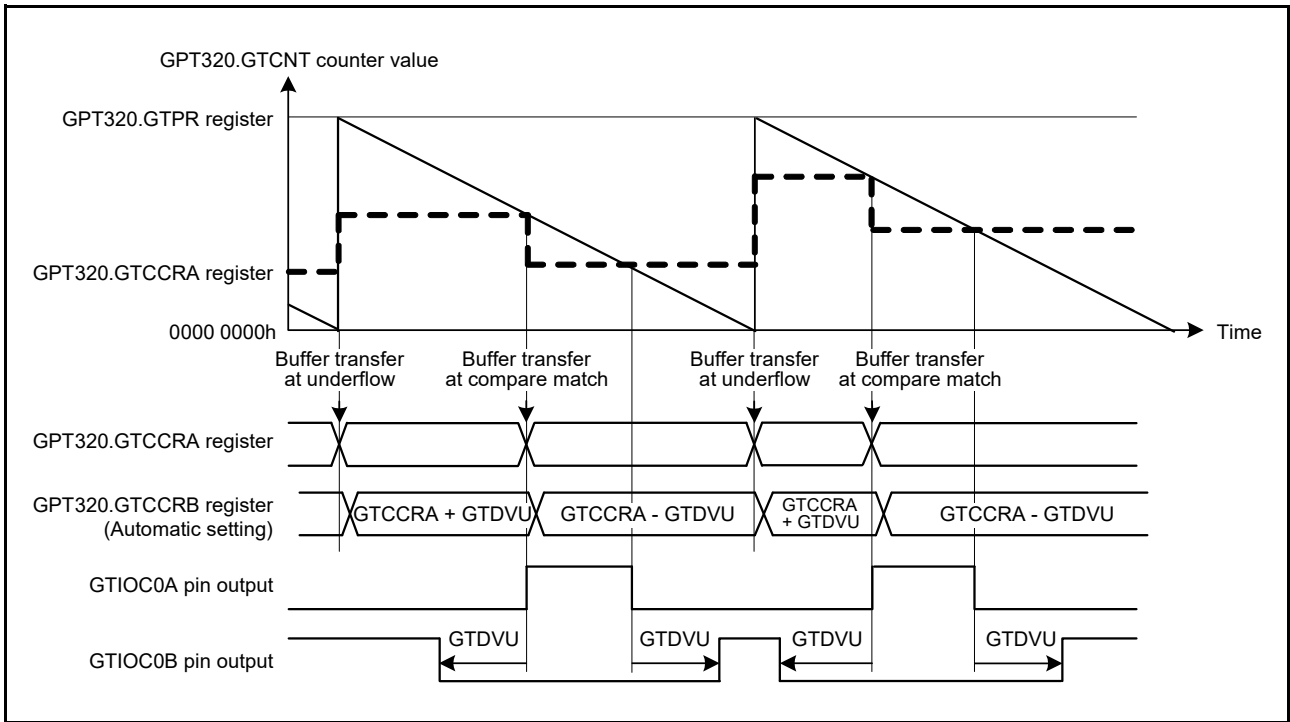 GPT320.GTCNT counter value
GPT320.GTPR register
GPT320.GTCCRA register
0000 0000h
Time
Buffer transfer
at underflow
Buffer transfer
at compare match
Buffer transfer
at underflow
Buffer transfer
at compare match
GPT320.GTCCRA register
GPT320.GTCCRB register
(Automatic setting)
GTCCRA + GTDVU
GTCCRA - GTDVU
GTCCRA
+ GTDVU
GTCCRA - GTDVU
GTIOC0A pin output
GTIOC0B pin output
GTDVU
GTDVU
GTDVU
GTDVU